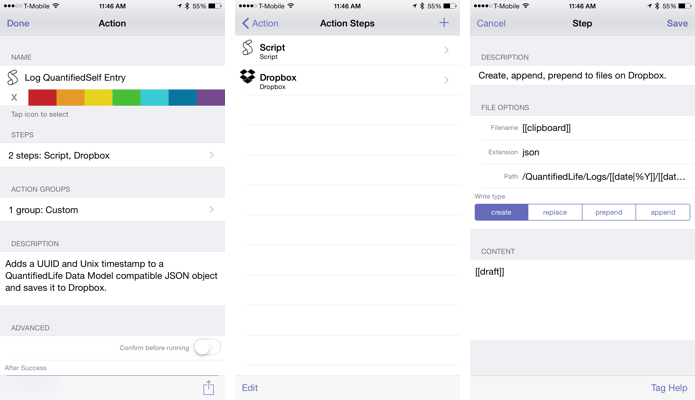 T-Mobile 11:46 AM 55%
Done Action
NAME
Log QuantifiedSelf Entry
X
Tap icon to select
STEPS
2 steps: Script, Dropbox
ACTION GROUPS
1 group: Custom
DESCRIPTION
Adds a UUID and Unix timestamp to a
QuantifiedLife Data Model compatible JSON object
and saves it to Dropbox.
ADVANCED
Confirm before running
After Success
T-Mobile 11:46 AM 55%
Action Action Steps +
Script
Script
Dropbox
Dropbox
Edit
T-Mobile 11:46 AM 55%
Cancel Step Save
DESCRIPTION
Create, append, prepend to files on Dropbox.
FILE OPTIONS
Filename [[clipboard]]
Extension json
Path /QuantifiedLife/Logs/[[date|%Y]]/[[dat...
Write type
create replace prepend append
CONTENT
[[draft]]
Tag Help